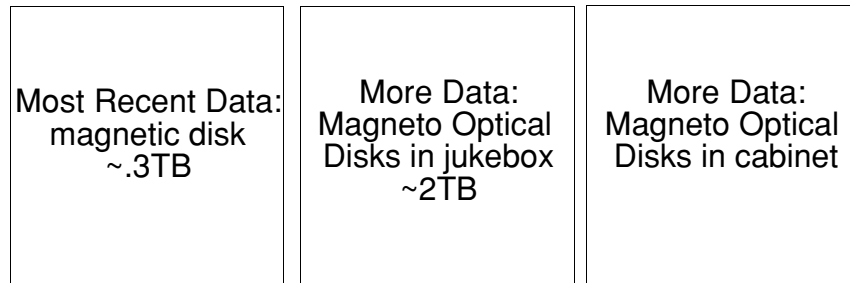 Most Recent Data:
magnetic disk
~.3TB
More Data:
Magneto Optical
Disks in jukebox
~2TB
More Data:
Magneto Optical
Disks in cabinet